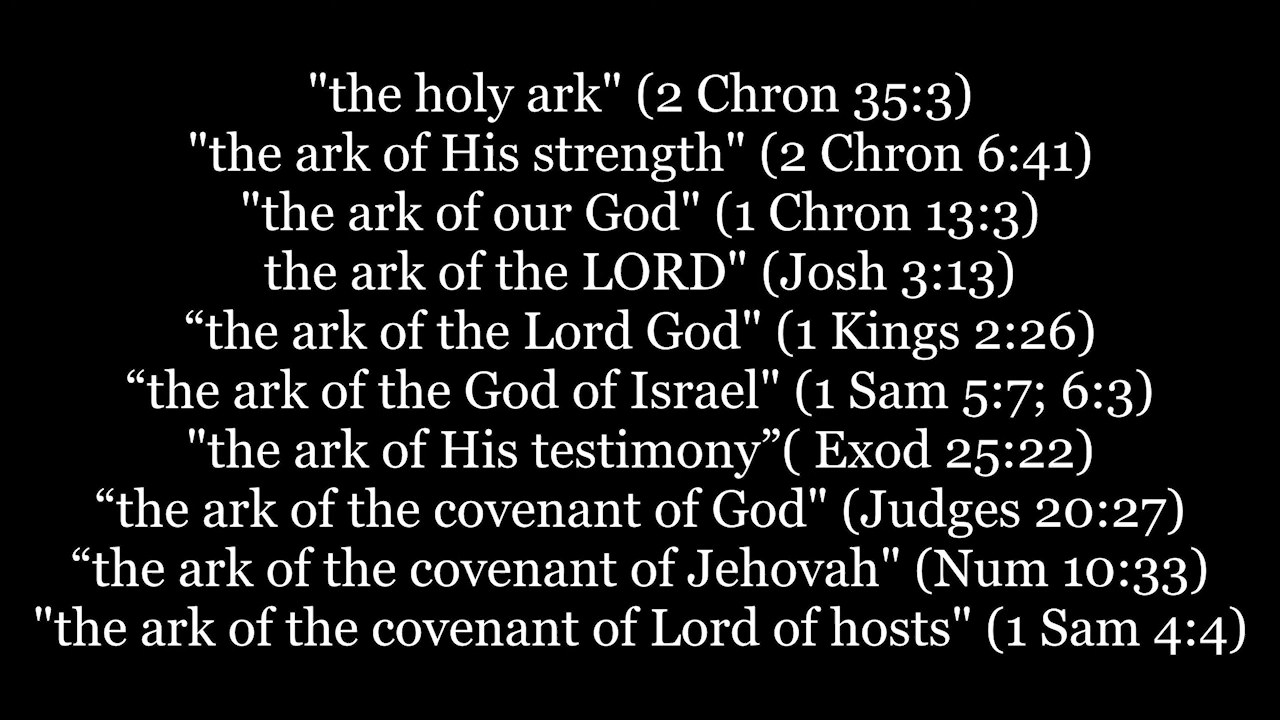 "the holy ark" (2 Chron 35:3)
"the ark of His strength" (2 Chron 6:41)
"the ark of our God" (1 Chron 13:3)
the ark of the LORD" (Josh 3:13)
“the ark of the Lord God" (1 Kings 2:26)
“the ark of the God of Israel" (1 Sam 5:7; 6:3)
"the ark of His testimony”( Exod 25:22)
“the ark of the covenant of God" (Judges 20:27)
“the ark of the covenant of Jehovah" (Num 10:33)
"the ark of the covenant of Lord of hosts" (1 Sam 4:4)